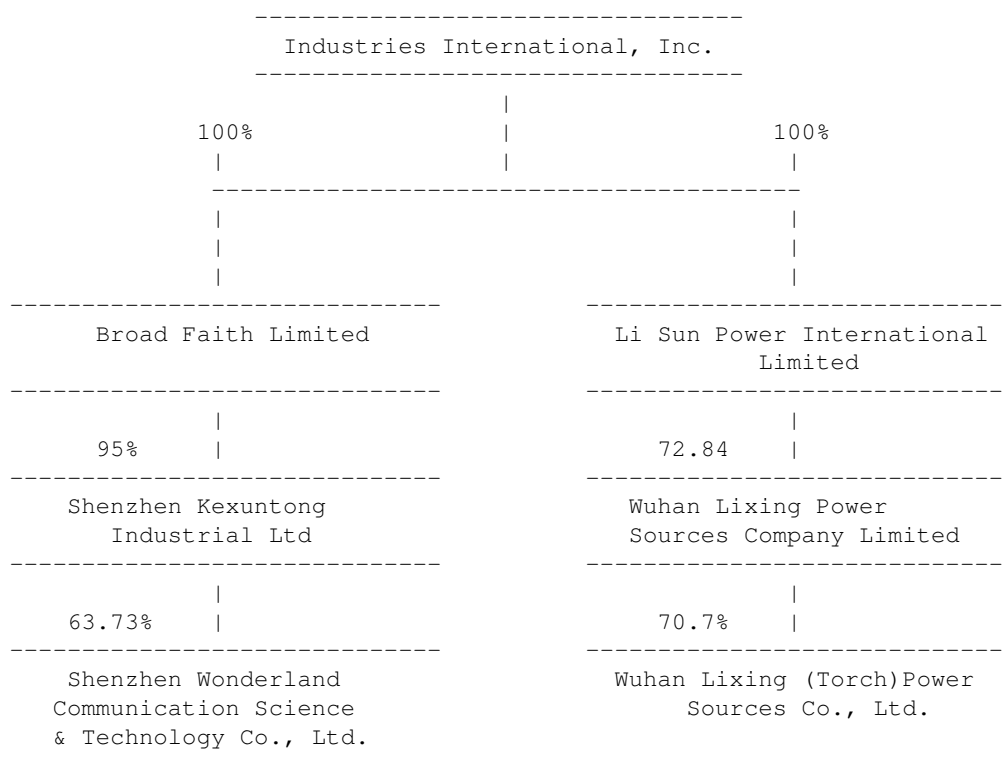 Industries International, Inc.
100% 100%
Broad Faith Limited Li Sun Power International
Limited
95% 72.84
Shenzhen Kexuntong Wuhan Lixing Power
Industrial Ltd Sources Company Limited
63.73% 70.7%
Shenzhen Wonderland Wuhan Lixing (Torch)Power
Communication Science Sources Co., Ltd.
& Technology Co., Ltd.